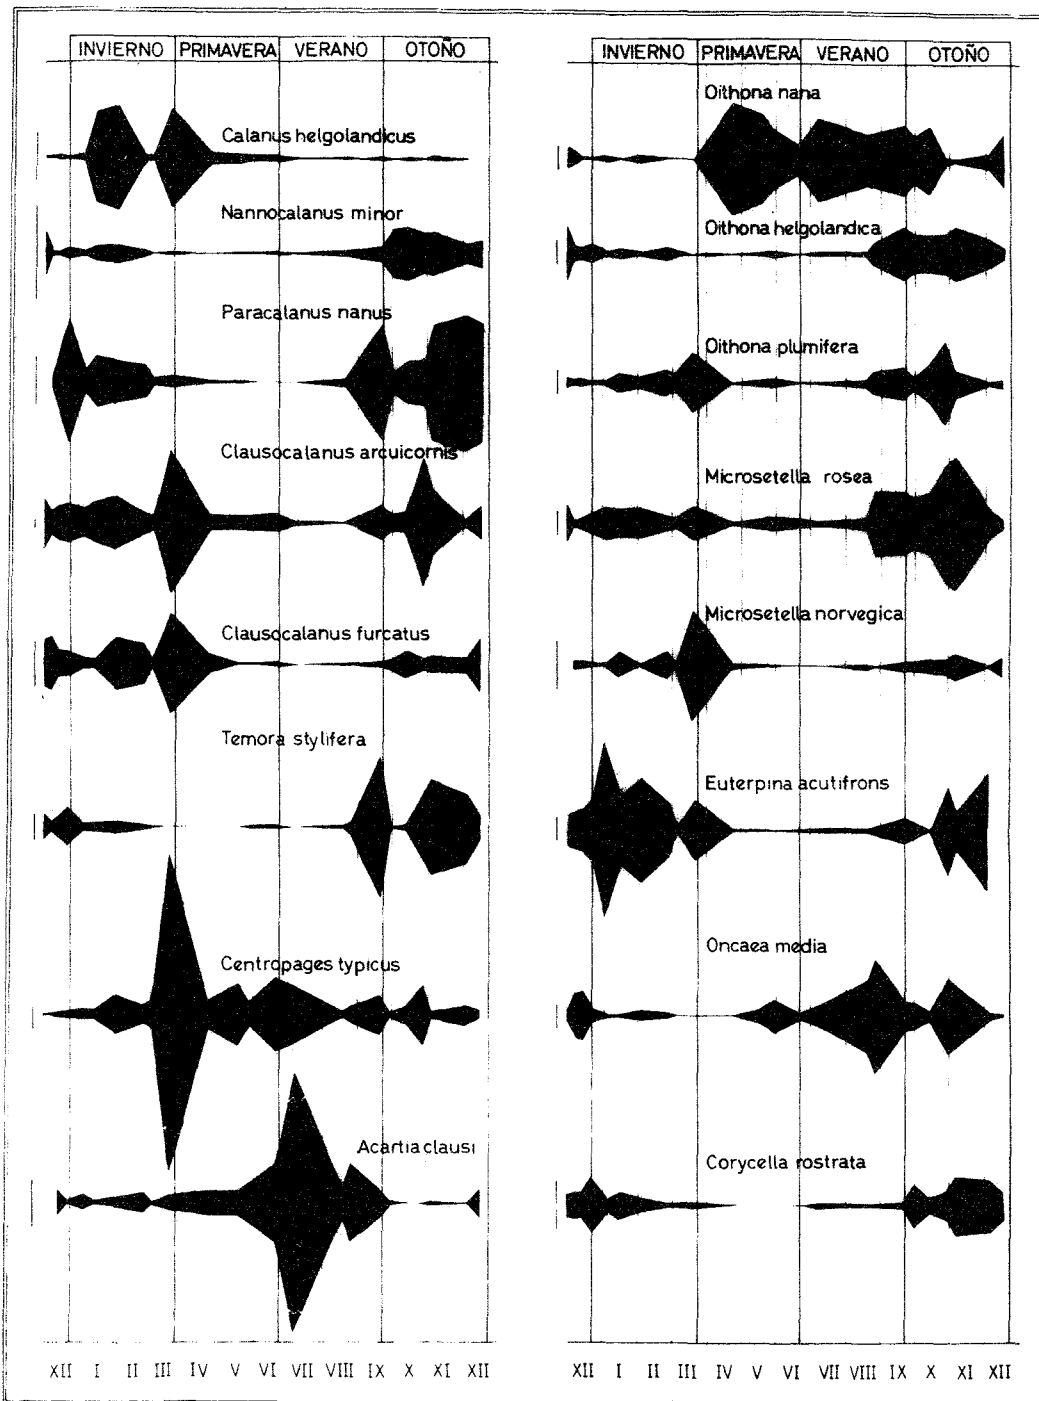 INVIERNO PRIMAVERA VERANO OTOÑO
Calanus helgolandicus
Nannocalanus minor
Paracalanus nanus
Clausocalanus arcuicornis
Clausocalanus furcatus
Temora stylifera
Centropages typicus
Acartia clausi
XII I II III IV V VI VII VIII IX X XI XII
INVIERNO PRIMAVERA VERANO OTOÑO
Oithona nana
Oithona helgolandica
Oithona plumifera
Microsetella rosea
Microsetella norvegica
Euterpina acutifrons
Oncaea media
Corycella rostrata
XII I II III IV V VI VII VIII IX X XI XII